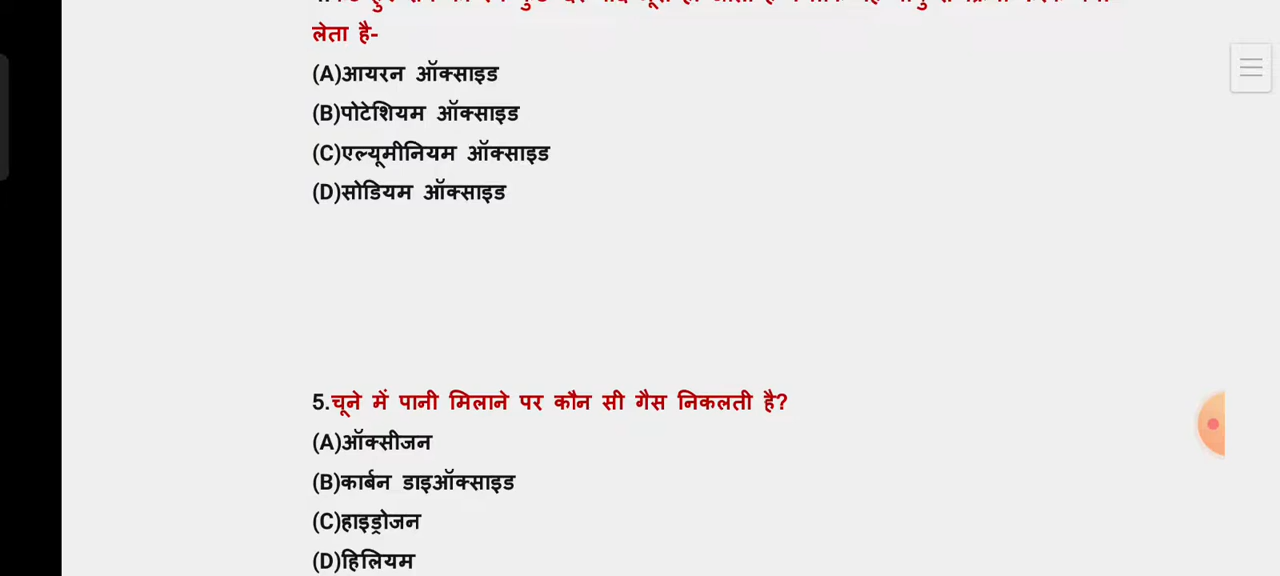 लेता है-
(A)आयरन ऑक्साइड
(B)पोटेशियम ऑक्साइड
(C)एल्यूमीनियम ऑक्साइड
(D)सोडियम ऑक्साइड
5.चूने में पानी मिलाने पर कौन सी गैस निकलती है?
(A)ऑक्सीजन
(B)कार्बन डाइऑक्साइड
(C)हाइड्रोजन
(D)हिलियम